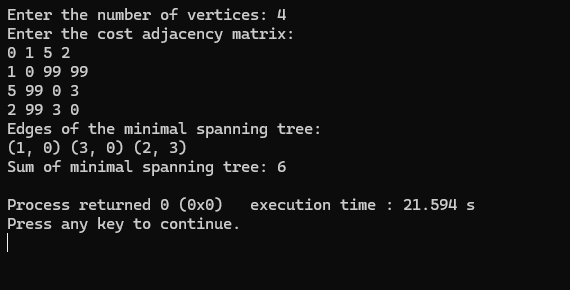 Enter the number of vertices: 4
Enter the cost adjacency matrix:
0 1 5 2
1 0 99 99
5 99 0 3
2 99 3 0
Edges of the minimal spanning tree:
(1, 0) (3, 0) (2, 3)
Sum of minimal spanning tree: 6

Process returned 0 (0x0)   execution time : 21.594 s
Press any key to continue.